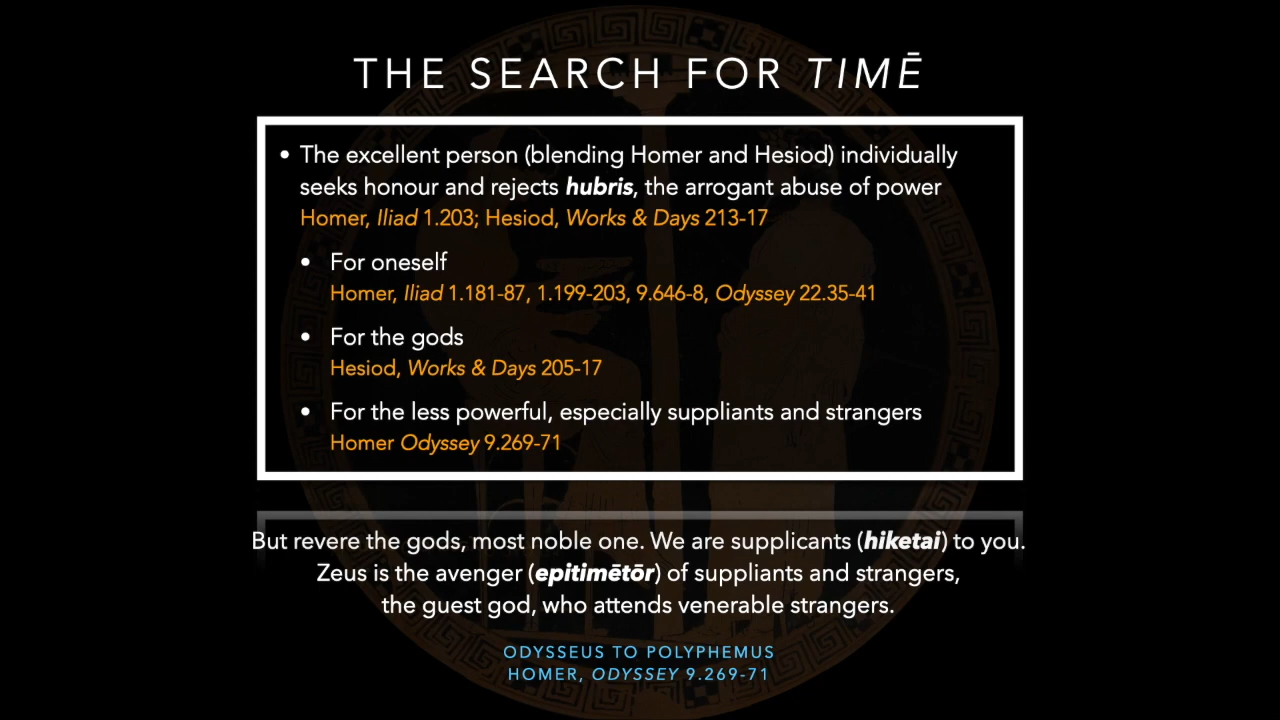 THE SEARCH FOR TIMĒ
• The excellent person (blending Homer and Hesiod) individually
seeks honour and rejects hubris, the arrogant abuse of power
Homer, Iliad 1.203; Hesiod, Works & Days 213-17
• For oneself
Homer, Iliad 1.181-87, 1.199-203, 9.646-8, Odyssey 22.35-41
• For the gods
Hesiod, Works & Days 205-17
• For the less powerful, especially suppliants and strangers
Homer Odyssey 9.269-71
But revere the gods, most noble one. We are supplicants (hiketai) to you.
Zeus is the avenger (epitimētōr) of suppliants and strangers,
the guest god, who attends venerable strangers.
ODYSSEUS TO POLYPHEMUS
HOMER, ODYSSEY 9.269-71